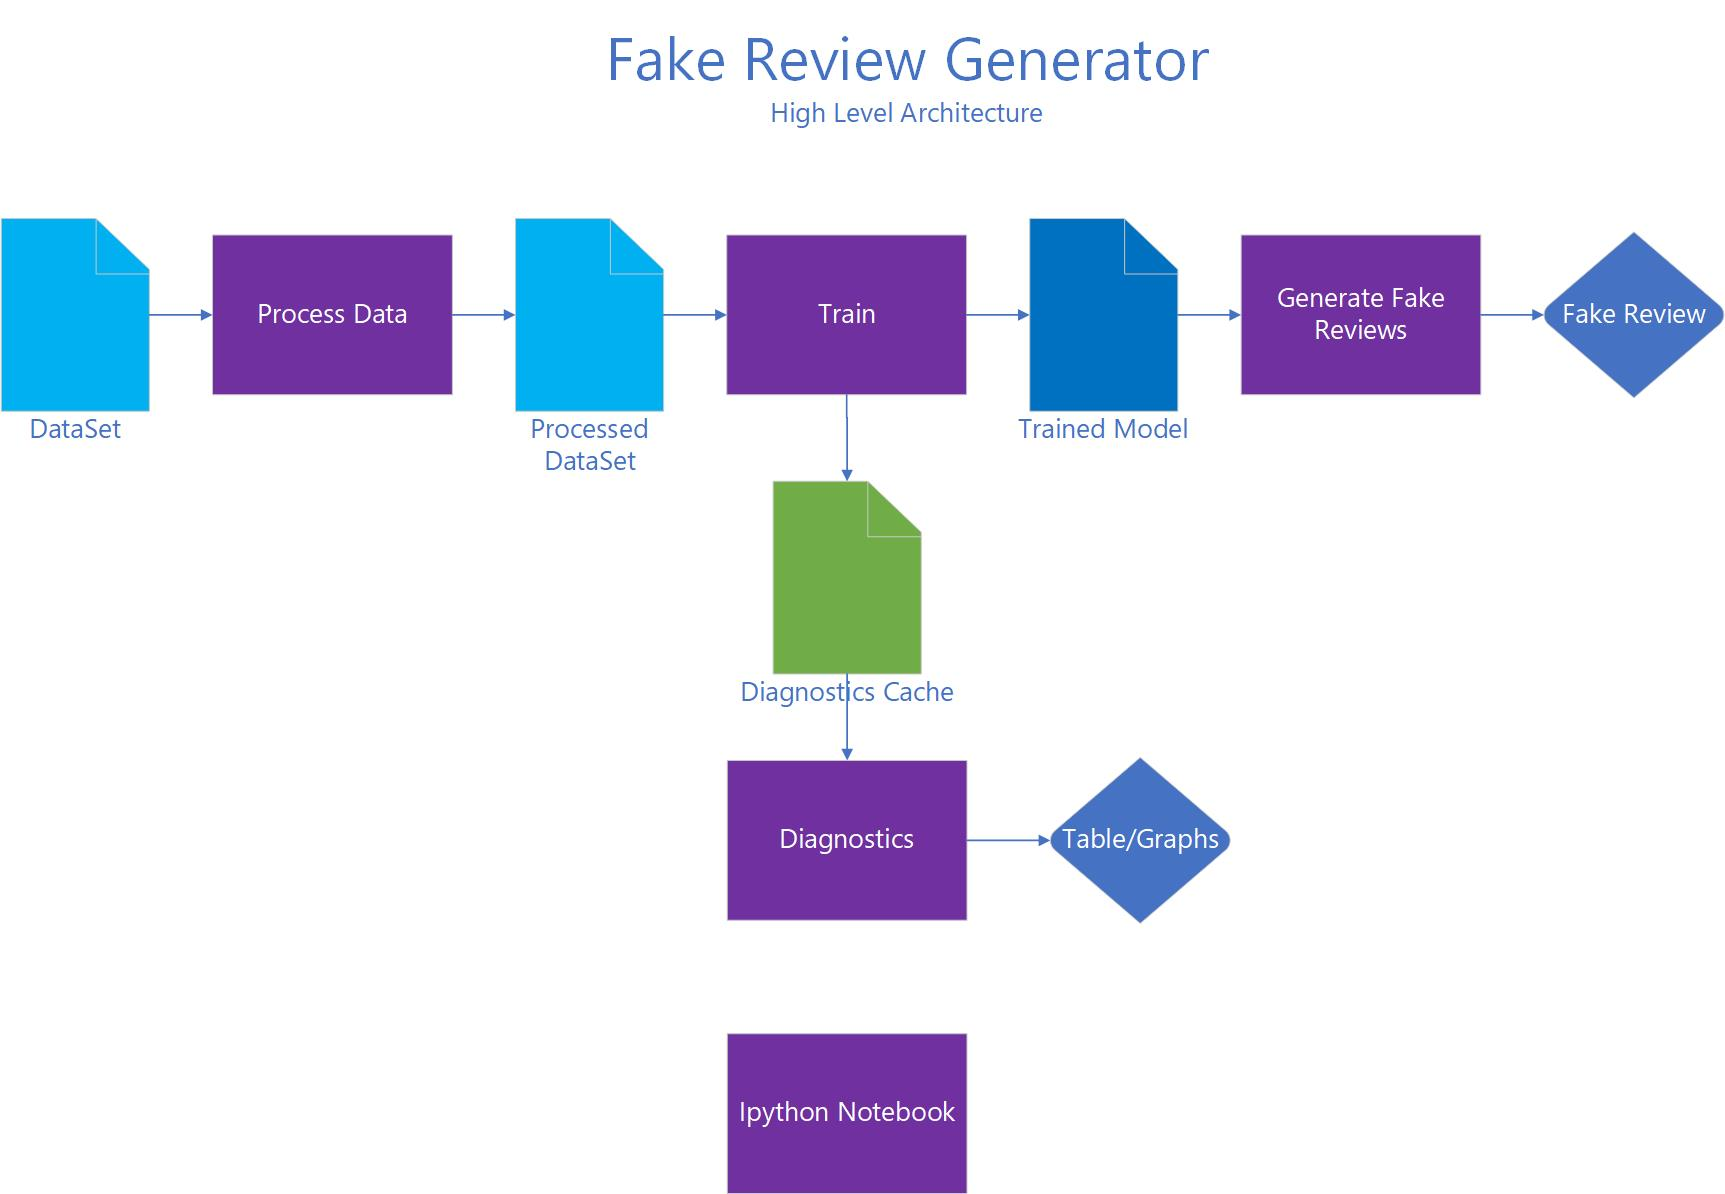 Fake Review Generator
High Level Architecture
Process Data
Train
Generate Fake
Reviews
Fake Review
DataSet
Processed
DataSet
Trained Model
Diagnostics Cache
Diagnostics
Table/Graphs
Ipython Notebook